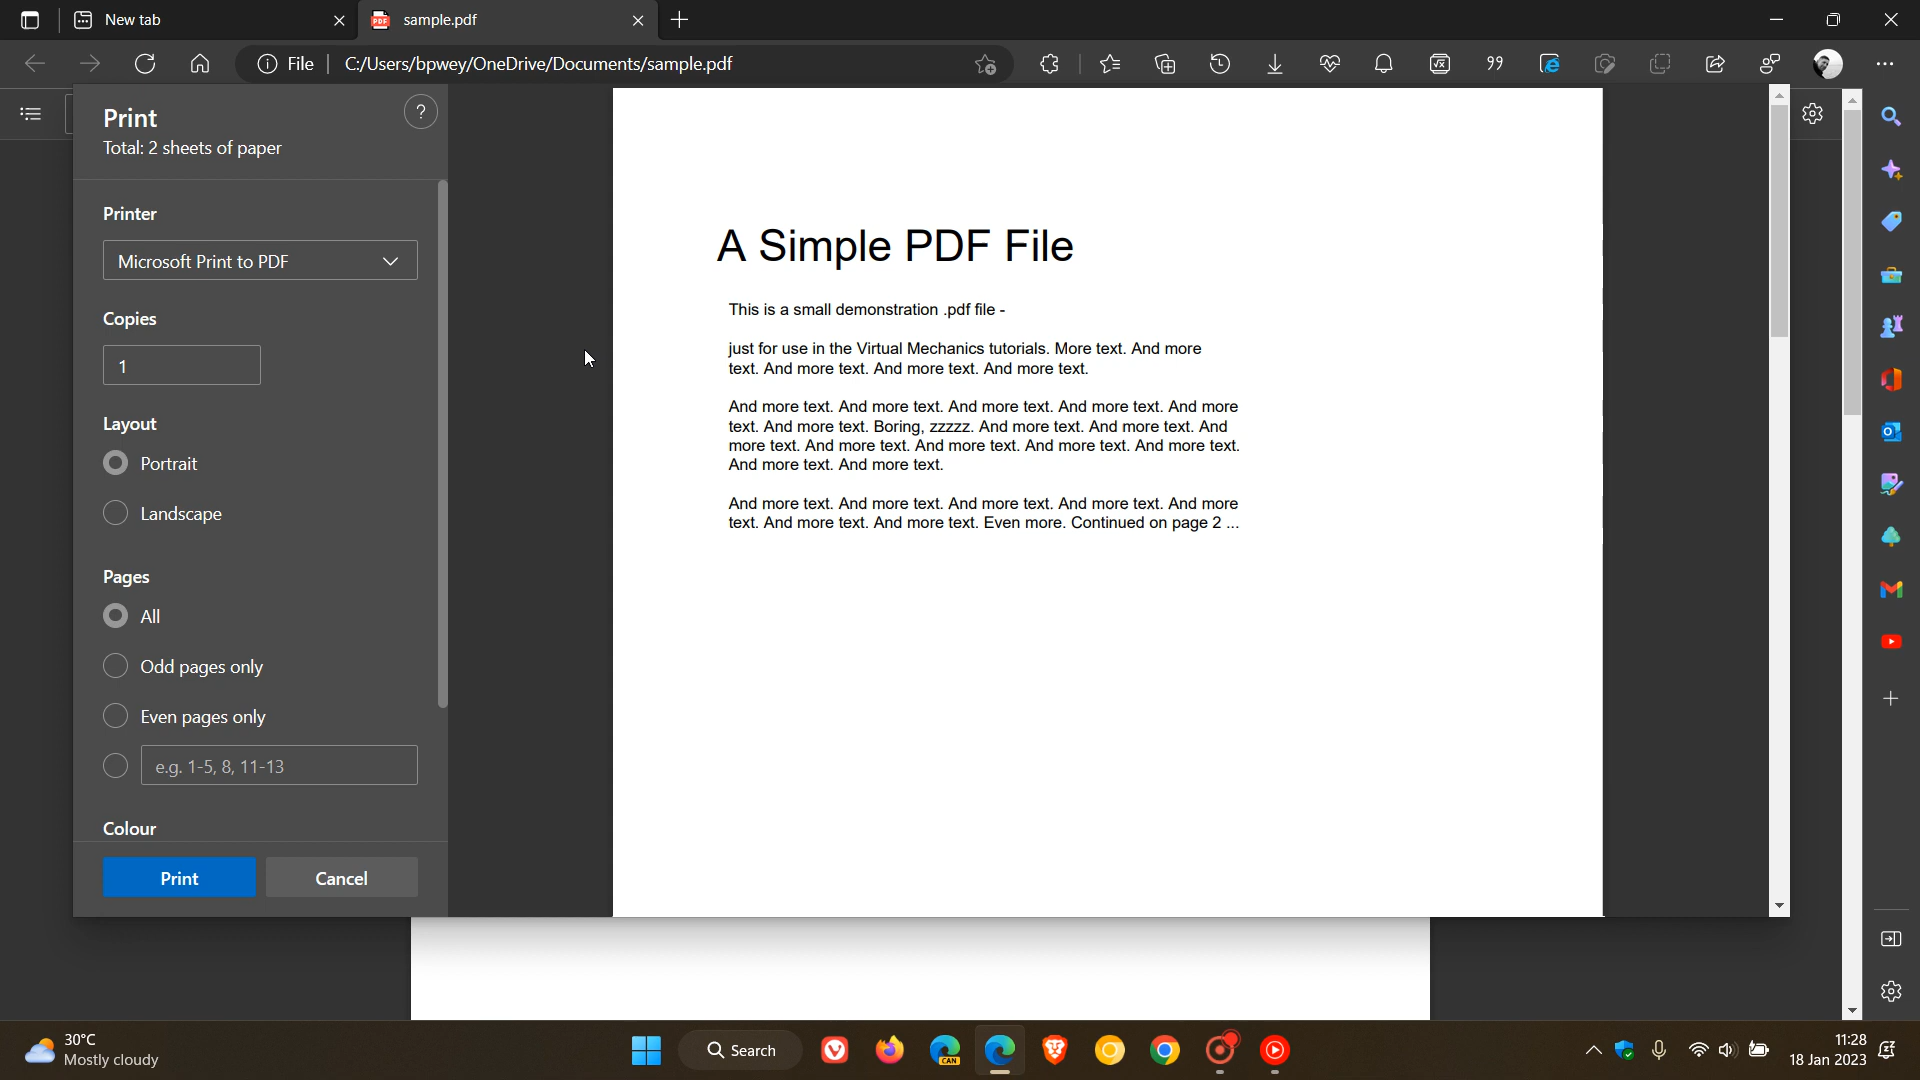 New tab
sample.pdf
File
C:/Users/bpwey/OneDrive/Documents/sample.pdf
Print
?
Total: 2 sheets of paper
Printer
Microsoft Print to PDF
Copies
1
Layout
Portrait
Landscape
Pages
All
Odd pages only
Even pages only
e.g. 1-5, 8, 11-13
Colour
Print
Cancel
A Simple PDF File
This is a small demonstration .pdf file -
just for use in the Virtual Mechanics tutorials. More text. And more
text. And more text. And more text. And more text.
And more text. And more text. And more text. And more text. And more
text. And more text. Boring, zzzzz. And more text. And more text. And
more text. And more text. And more text. And more text. And more text.
And more text. And more text.
And more text. And more text. And more text. And more text. And more
text. And more text. And more text. Even more. Continued on page 2 ...
30°C
Mostly cloudy
Search
CAN
11:28
18 Jan 2023